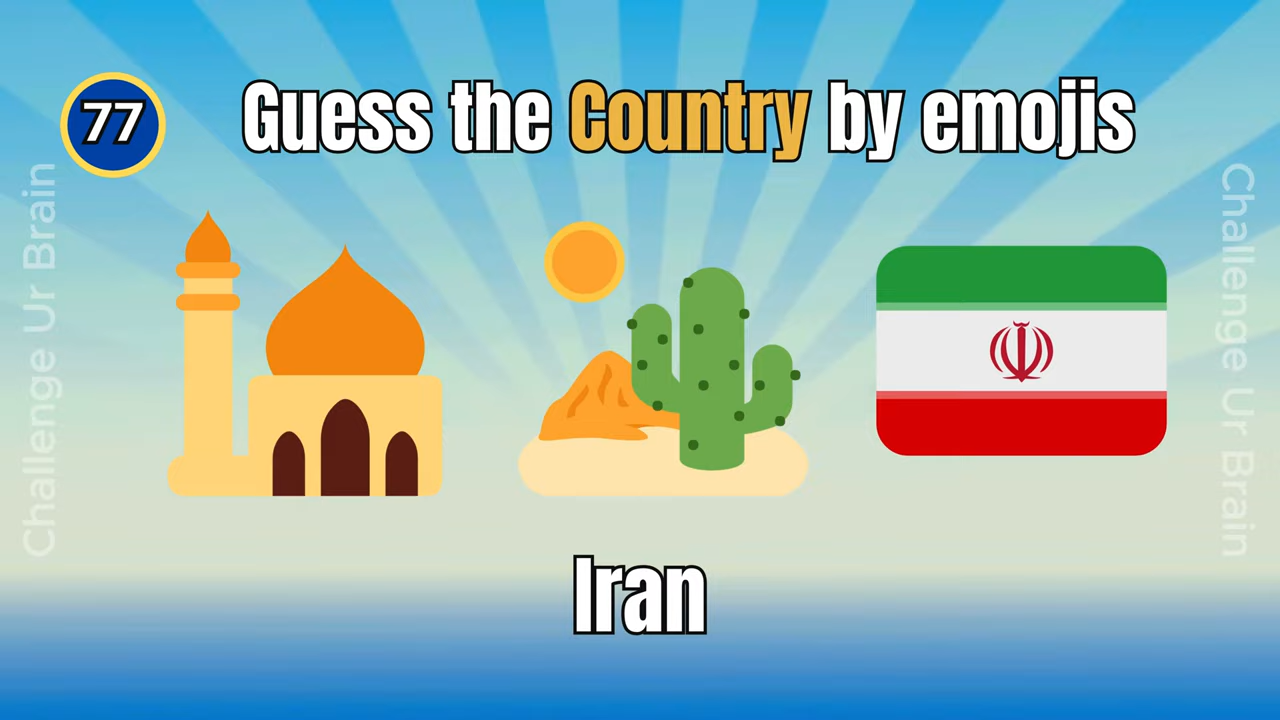 77
Guess the Country by emojis
Challenge Ur Brain
Challenge Ur Brain
Iran